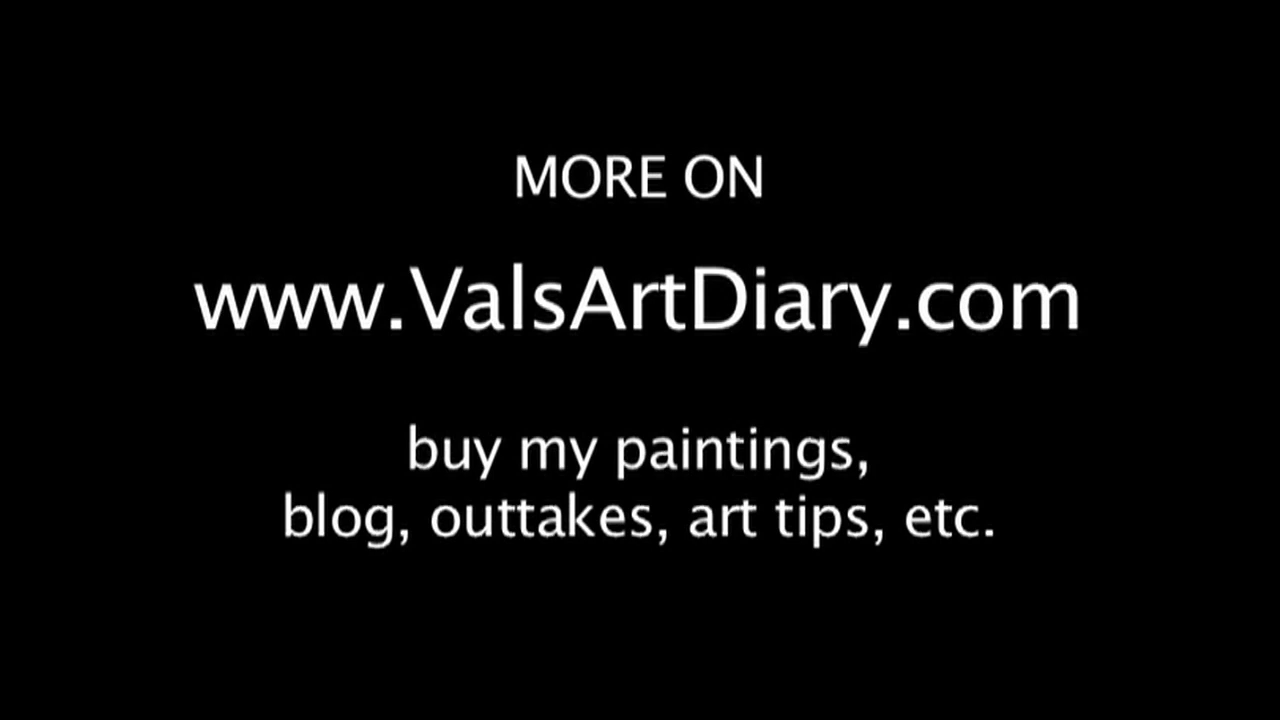 MORE ON
www.ValsArtDiary.com
buy my paintings,
blog, outtakes, art tips, etc.